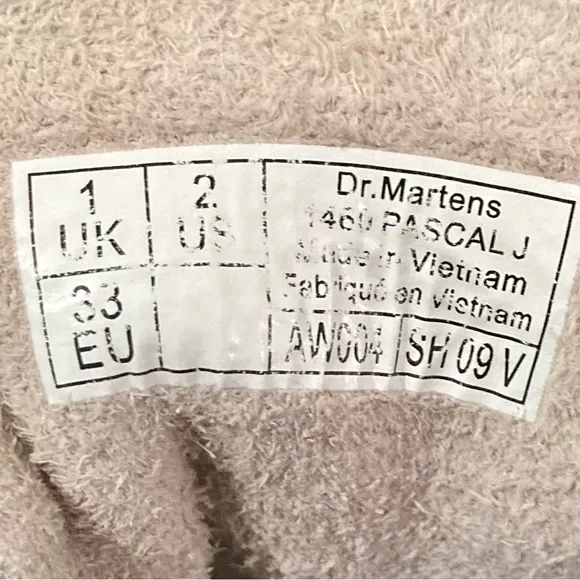 1
UK
2
US
33
EU
Dr.Martens
1460 PASCAL J
Made in Vietnam
Fabriqué en vietnam
AW004
SH 09 V